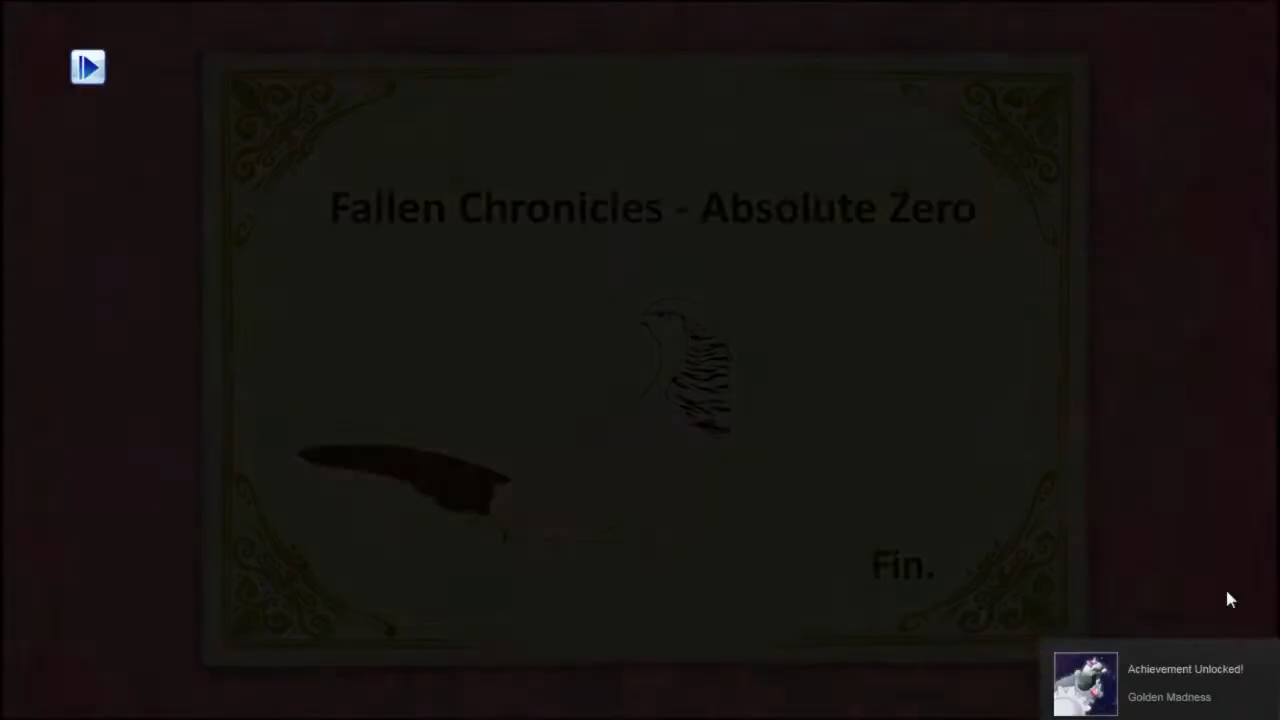 Fallen Chronicles - Absolute Zero
Fin.
Achievement Unlocked!
Golden Madness